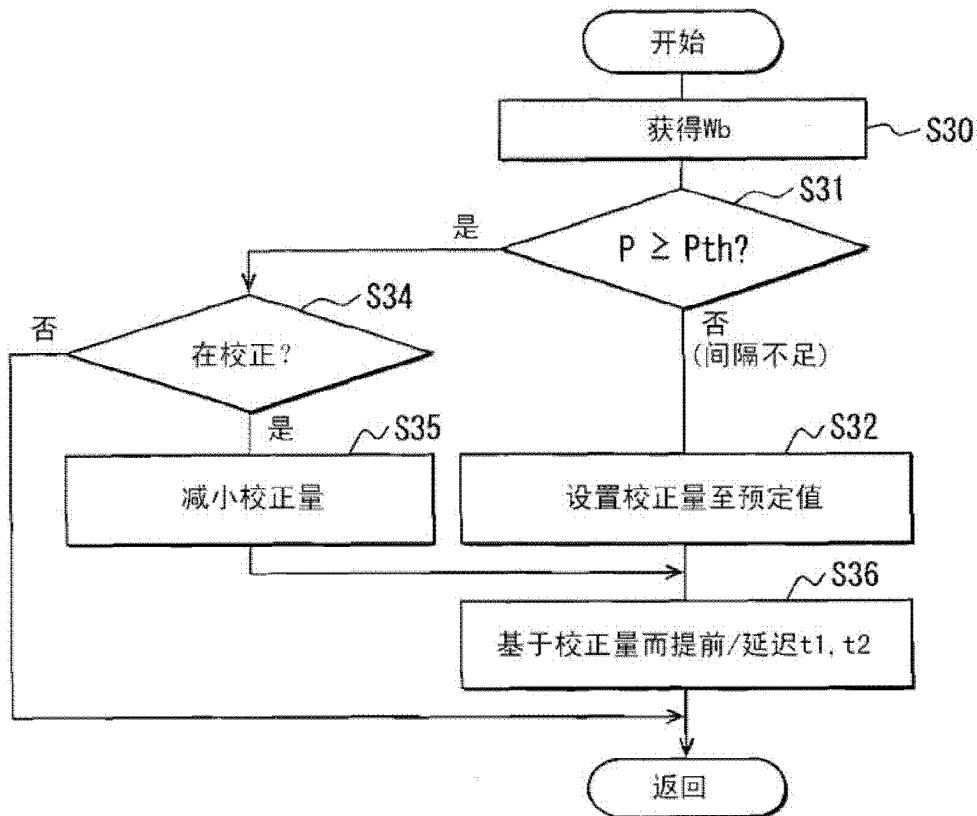 开始
获得Wb
S30
S31
P ≥ Pth?
是
S34
否
在校正?
否
(间隔不足)
是
S35
S32
减小校正量
设置校正量至预定值
S36
基于校正量而提前/延迟t1, t2
返回